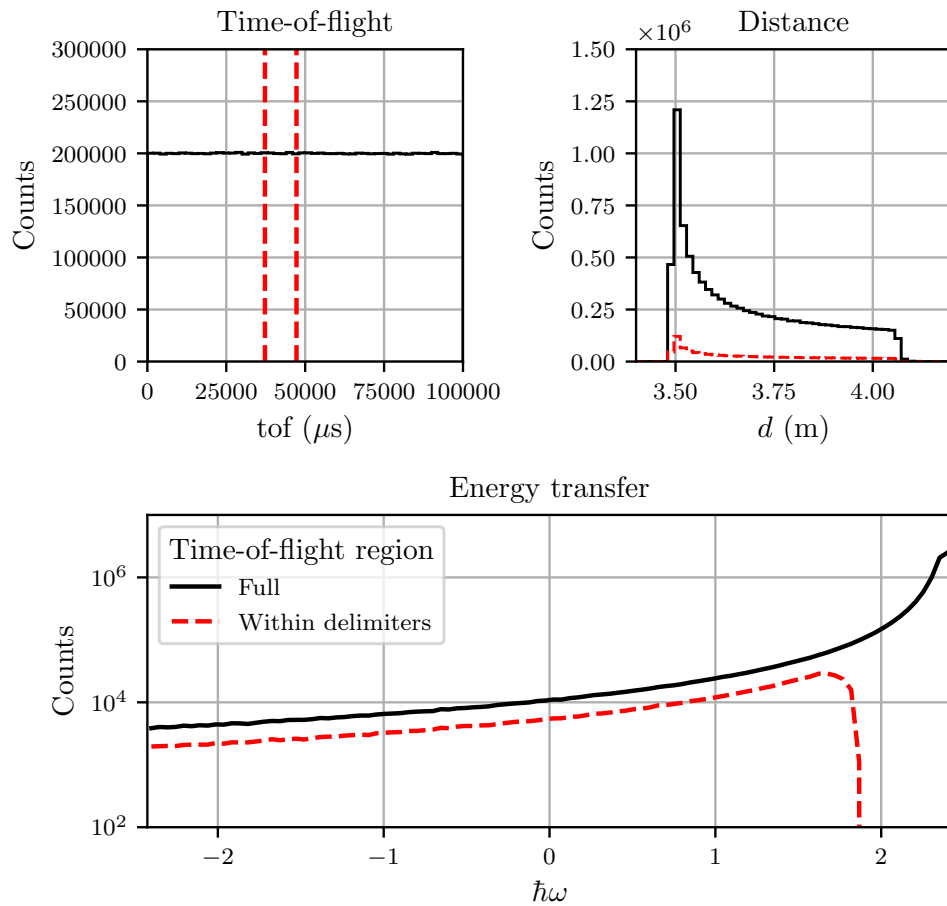 Time-of-flight
300000
250000
200000
150000
100000
50000
0
Counts
0 25000 50000 75000 100000
tof (μs)
Distance
×10^6
1.50
1.25
1.00
0.75
0.50
0.25
0.00
Counts
3.50 3.75 4.00
d (m)
Energy transfer
Time-of-flight region
Full
Within delimiters
10^6
10^4
10^2
Counts
−2 −1 0 1 2
ℏω